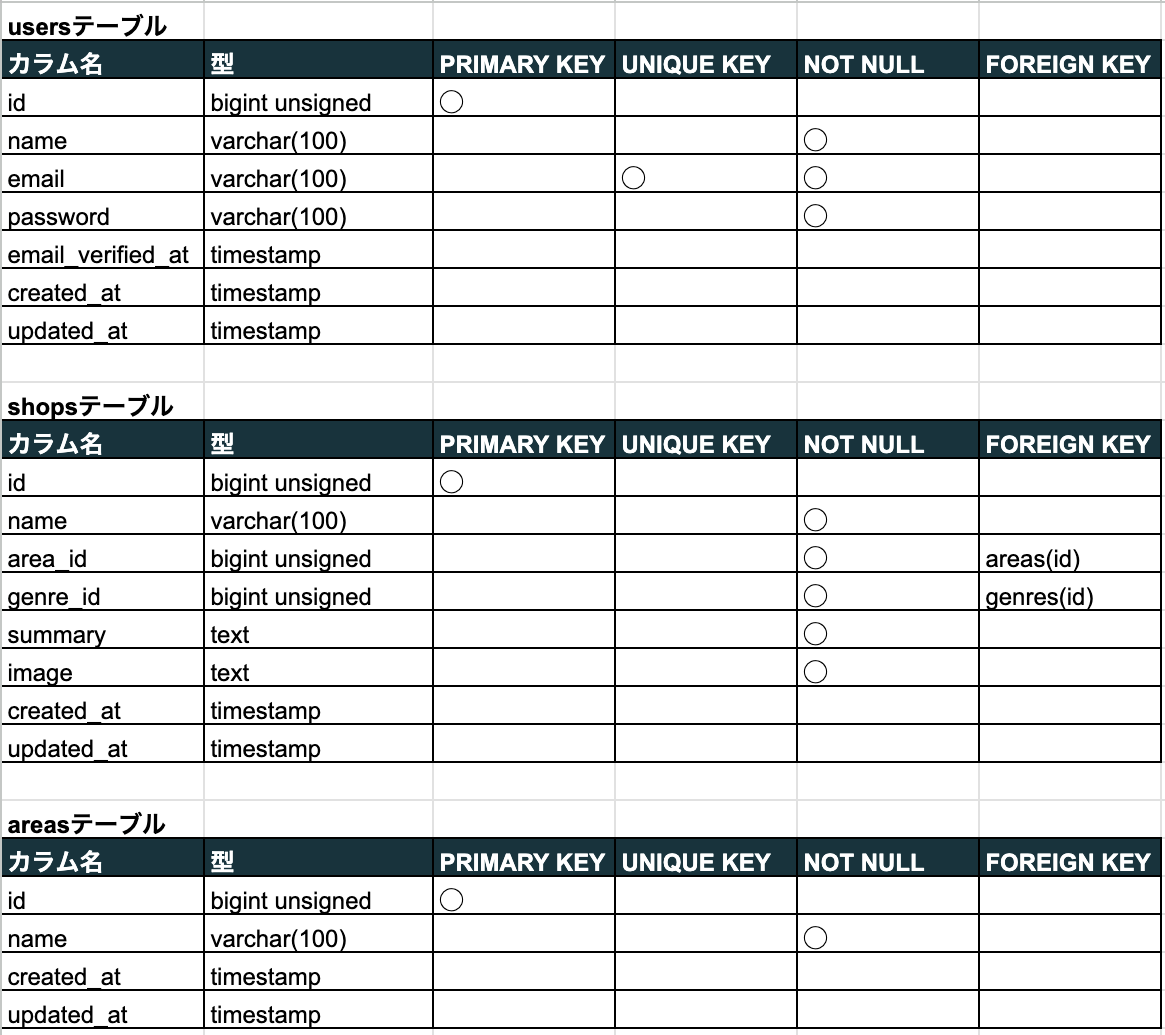 usersテーブル
カラム名 型 PRIMARY KEY UNIQUE KEY NOT NULL FOREIGN KEY
id bigint unsigned ○
name varchar(100) ○
email varchar(100) ○ ○
password varchar(100) ○
email_verified_at timestamp
created_at timestamp
updated_at timestamp
shopsテーブル
カラム名 型 PRIMARY KEY UNIQUE KEY NOT NULL FOREIGN KEY
id bigint unsigned ○
name varchar(100) ○
area_id bigint unsigned ○ areas(id)
genre_id bigint unsigned ○ genres(id)
summary text ○
image text ○
created_at timestamp
updated_at timestamp
areasテーブル
カラム名 型 PRIMARY KEY UNIQUE KEY NOT NULL FOREIGN KEY
id bigint unsigned ○
name varchar(100) ○
created_at timestamp
updated_at timestamp